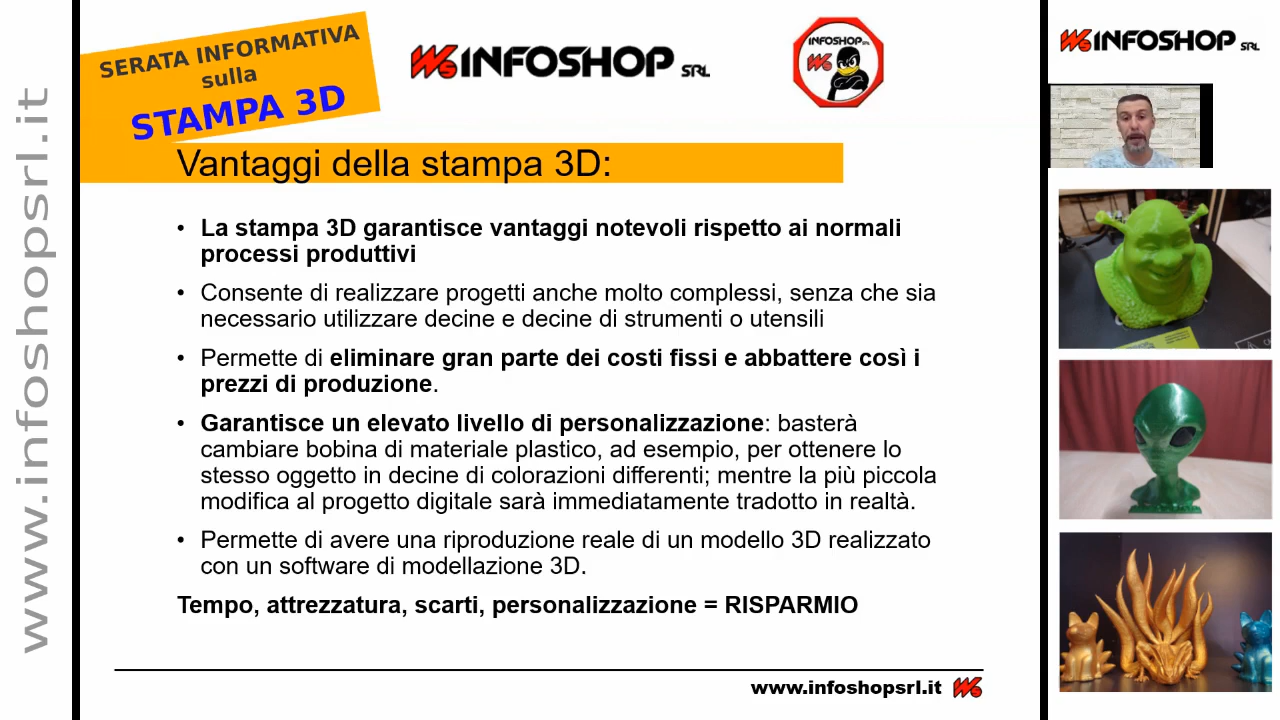 www.infoshopsrl.it
SERATA INFORMATIVA
sulla
STAMPA 3D
WS INFOSHOP SRL
INFOSHOP SRL
WS
WS INFOSHOP SRL
Vantaggi della stampa 3D:
• La stampa 3D garantisce vantaggi notevoli rispetto ai normali
processi produttivi
• Consente di realizzare progetti anche molto complessi, senza che sia
necessario utilizzare decine e decine di strumenti o utensili
• Permette di eliminare gran parte dei costi fissi e abbattere così i
prezzi di produzione.
• Garantisce un elevato livello di personalizzazione: basterà
cambiare bobina di materiale plastico, ad esempio, per ottenere lo
stesso oggetto in decine di colorazioni differenti; mentre la più piccola
modifica al progetto digitale sarà immediatamente tradotto in realtà.
• Permette di avere una riproduzione reale di un modello 3D realizzato
con un software di modellazione 3D.
Tempo, attrezzatura, scarti, personalizzazione = RISPARMIO
www.infoshopsrl.it WS